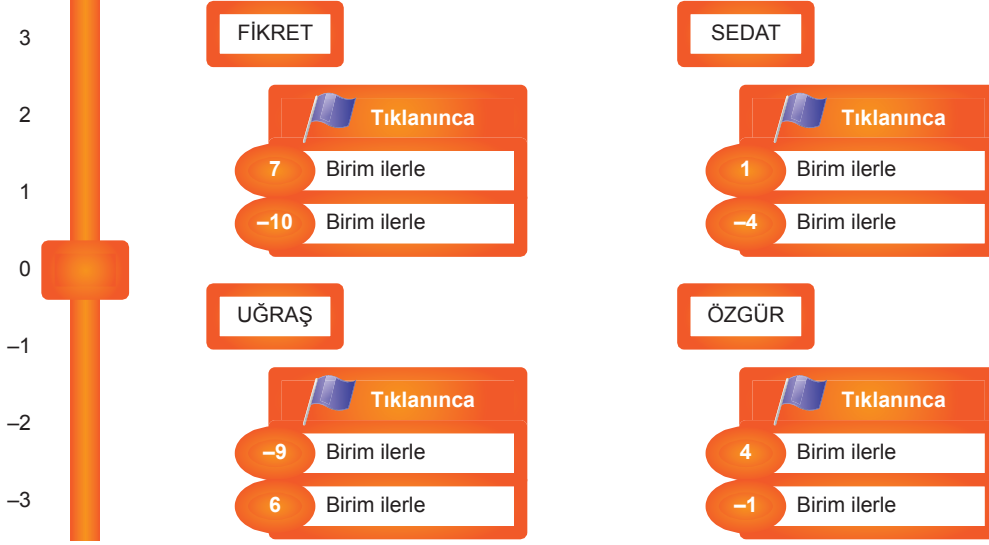 3
2
1
0
–1
–2
–3
FİKRET
Tıklanınca
7 Birim ilerle
–10 Birim ilerle
SEDAT
Tıklanınca
1 Birim ilerle
–4 Birim ilerle
UĞRAŞ
Tıklanınca
–9 Birim ilerle
6 Birim ilerle
ÖZGÜR
Tıklanınca
4 Birim ilerle
–1 Birim ilerle